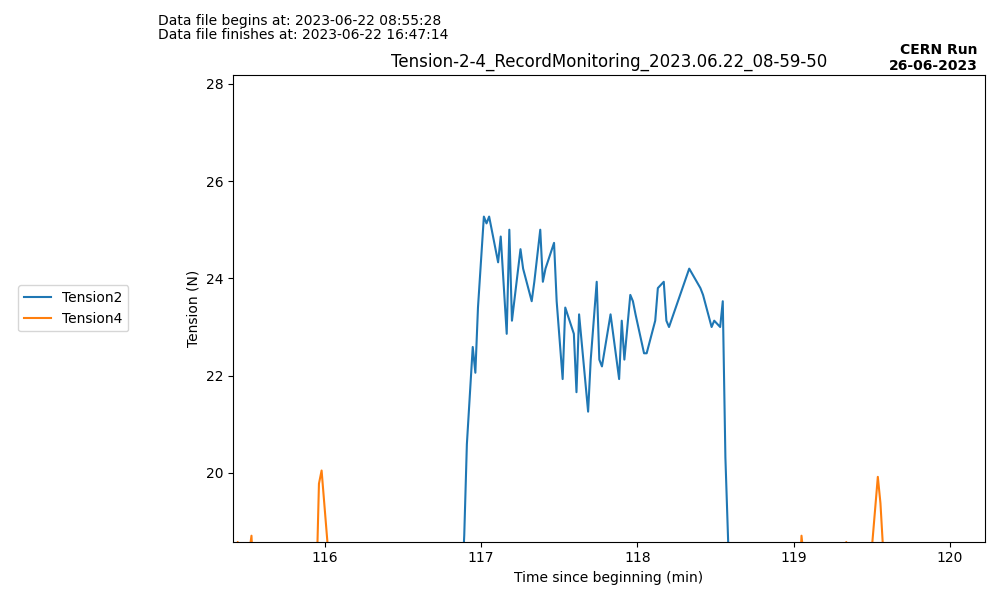 Data file begins at: 2023-06-22 08:55:28
Data file finishes at: 2023-06-22 16:47:14
CERN Run
26-06-2023
Tension-2-4_RecordMonitoring_2023.06.22_08-59-50
28
26
24
22
20
Tension (N)
Tension2
Tension4
116
117
118
119
120
Time since beginning (min)